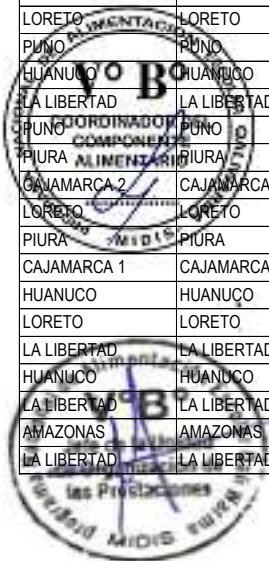 LORETO LORETO
PUNO PUNO
HUANUCO HUANUCO
LA LIBERTAD LA LIBERTAD
PUNO PUNO
PIURA PIURA
CAJAMARCA 2 CAJAMARCA
LORETO LORETO
PIURA PIURA
CAJAMARCA 1 CAJAMARCA
HUANUCO HUANUCO
LORETO LORETO
LA LIBERTAD LA LIBERTAD
HUANUCO HUANUCO
LA LIBERTAD LA LIBERTAD
AMAZONAS AMAZONAS
LA LIBERTAD LA LIBERTAD
V° B°
COORDINADOR
COMPONENTE
ALIMENTARIO
MIDIS
B°
las Prestaciones
MIDIS